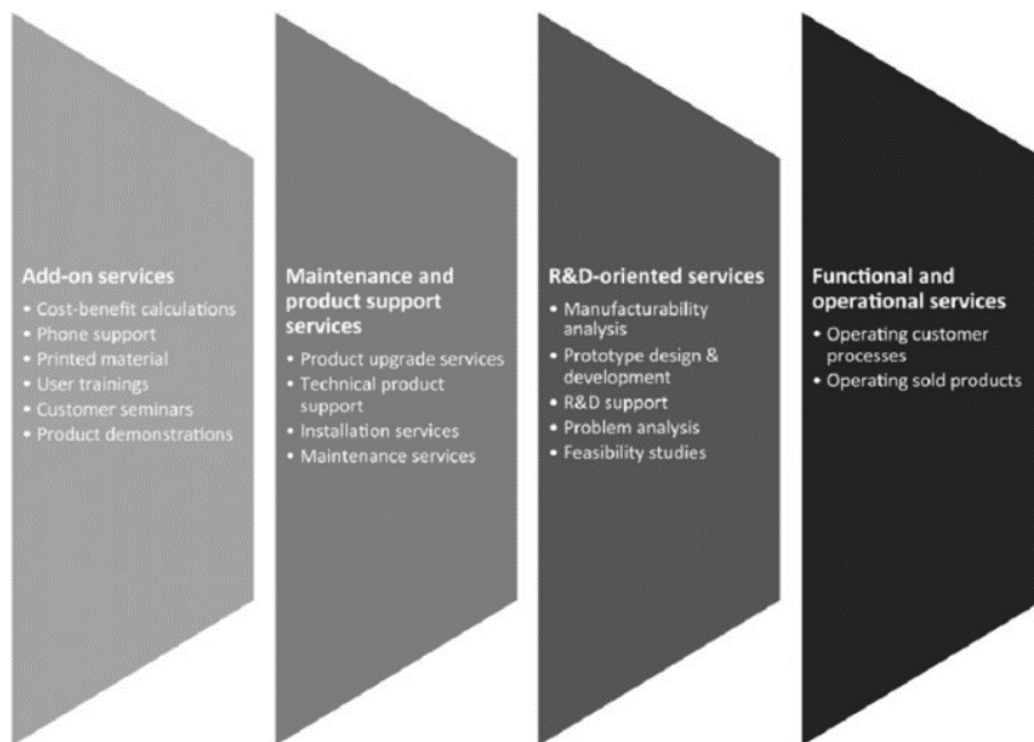 Add-on services
• Cost-benefit calculations
• Phone support
• Printed material
• User trainings
• Customer seminars
• Product demonstrations
Maintenance and
product support
services
• Product upgrade services
• Technical product
support
• Installation services
• Maintenance services
R&D-oriented services
• Manufacturability
analysis
• Prototype design &
development
• R&D support
• Problem analysis
• Feasibility studies
Functional and
operational services
• Operating customer
processes
• Operating sold products